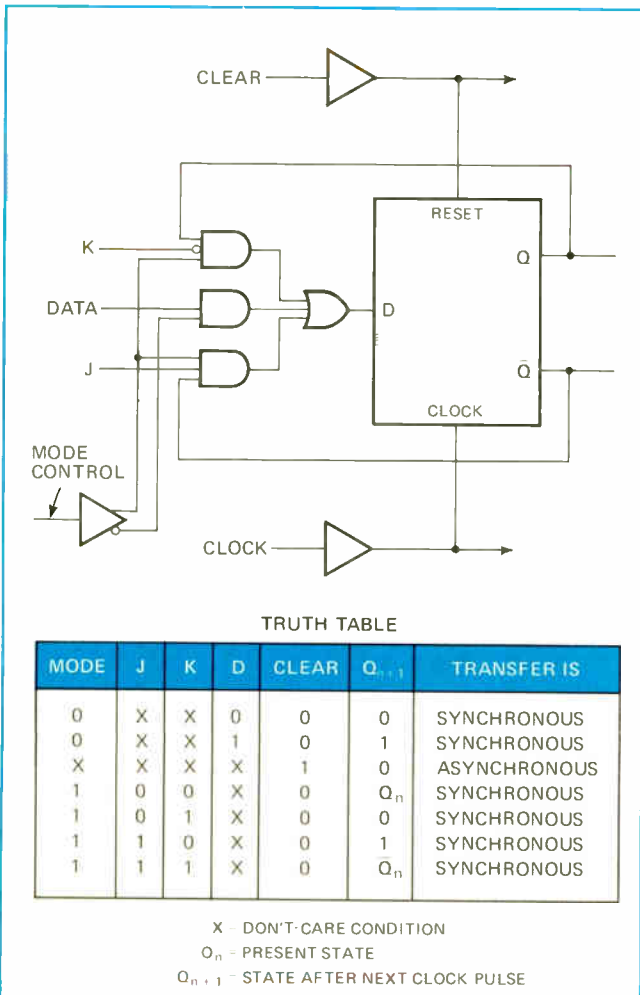 CLEAR
RESET
K
Q
DATA
D
J
Q̄
CLOCK
MODE
CONTROL
CLOCK
TRUTH TABLE
MODE J K D CLEAR Qn+1 TRANSFER IS
0 X X 0 0 0 SYNCHRONOUS
0 X X 1 0 1 SYNCHRONOUS
X X X X 1 0 ASYNCHRONOUS
1 0 0 X 0 Qn SYNCHRONOUS
1 0 1 X 0 0 SYNCHRONOUS
1 1 0 X 0 1 SYNCHRONOUS
1 1 1 X 0 Q̄n SYNCHRONOUS
X - DON'T-CARE CONDITION
Qn - PRESENT STATE
Qn+1 - STATE AFTER NEXT CLOCK PULSE